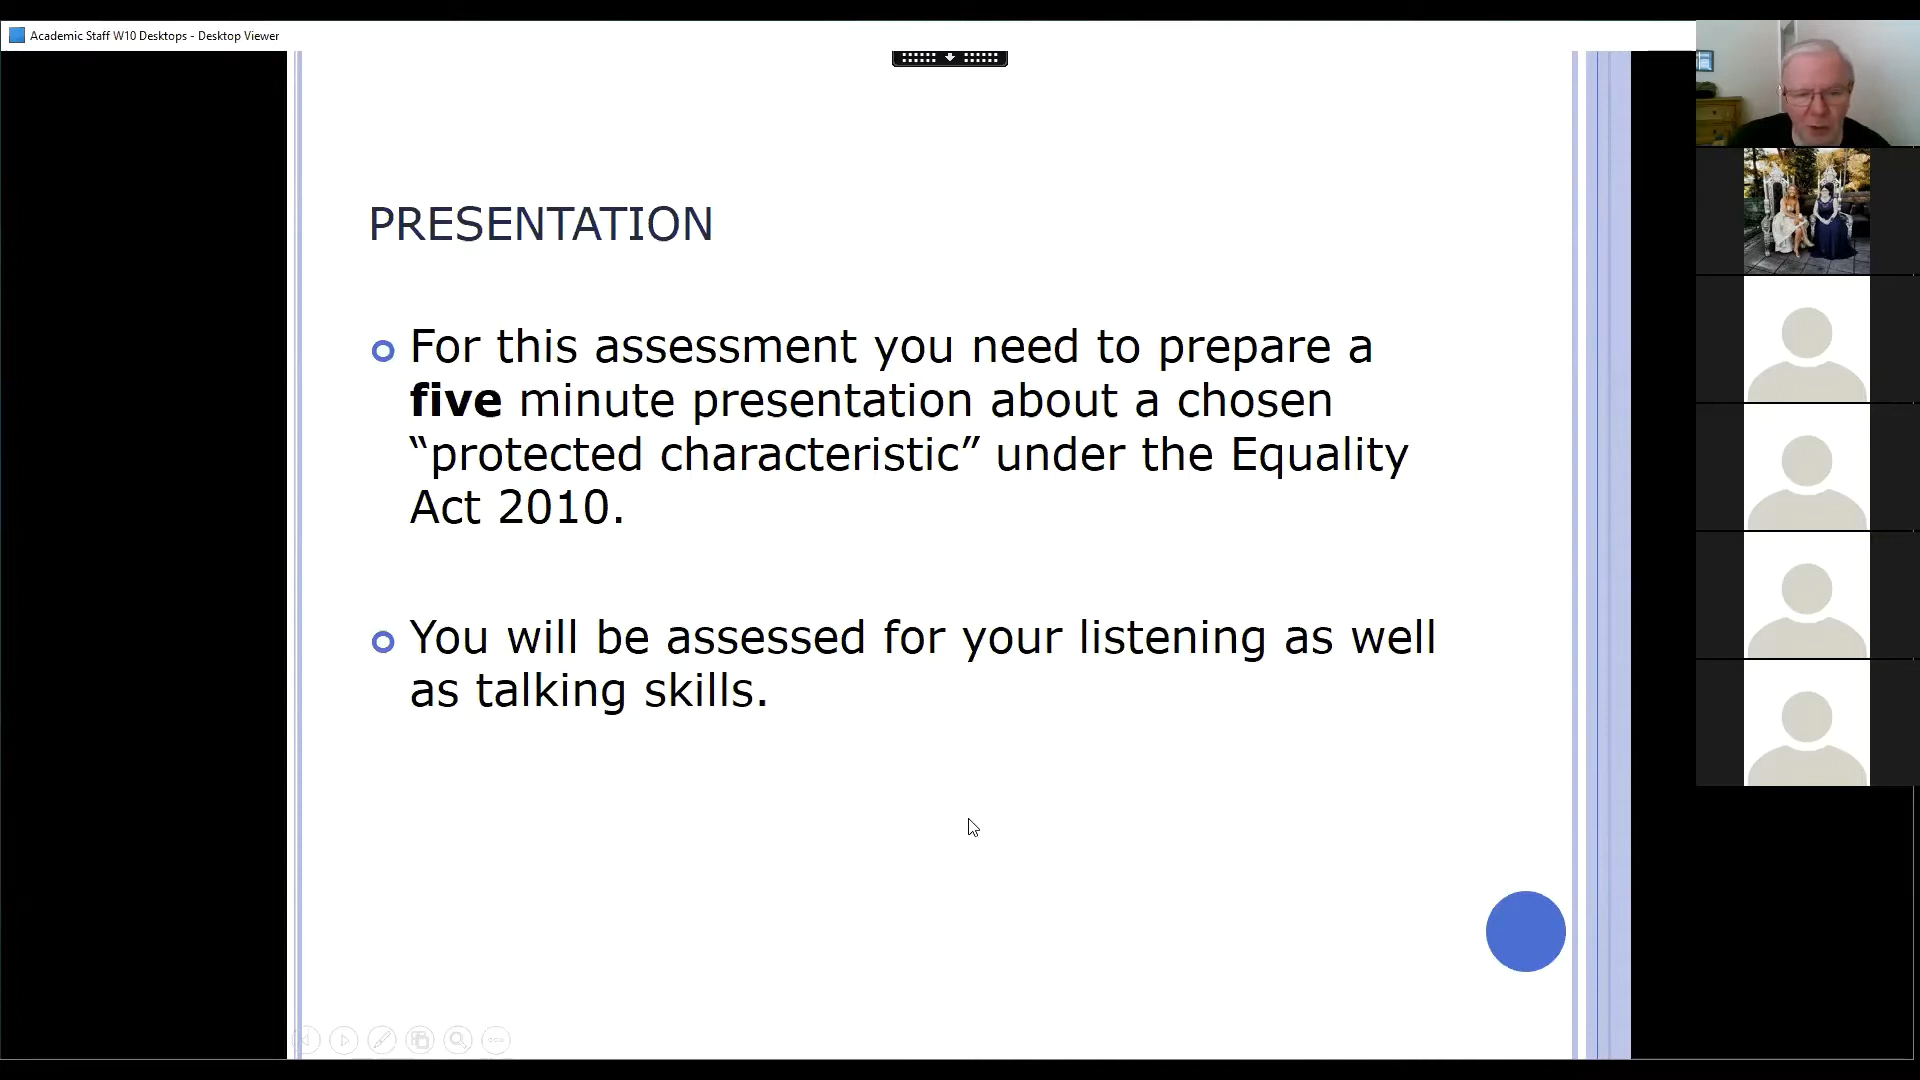 Academic Staff W10 Desktops - Desktop Viewer
PRESENTATION
For this assessment you need to prepare a
five minute presentation about a chosen
“protected characteristic” under the Equality
Act 2010.
You will be assessed for your listening as well
as talking skills.